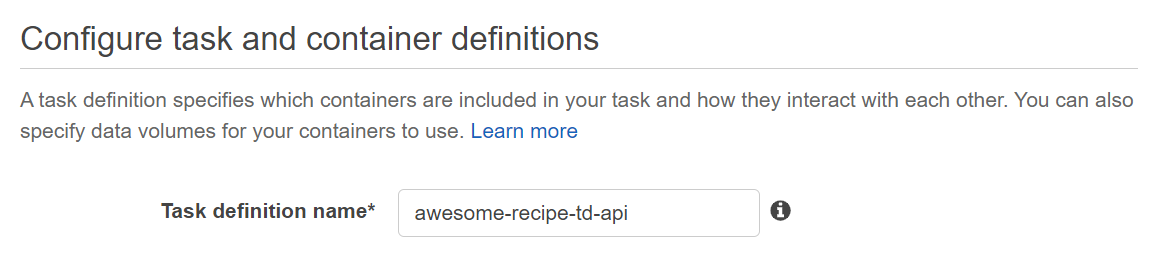 Configure task and container definitions
A task definition specifies which containers are included in your task and how they interact with each other. You can also
specify data volumes for your containers to use. Learn more
Task definition name* awesome-recipe-td-api